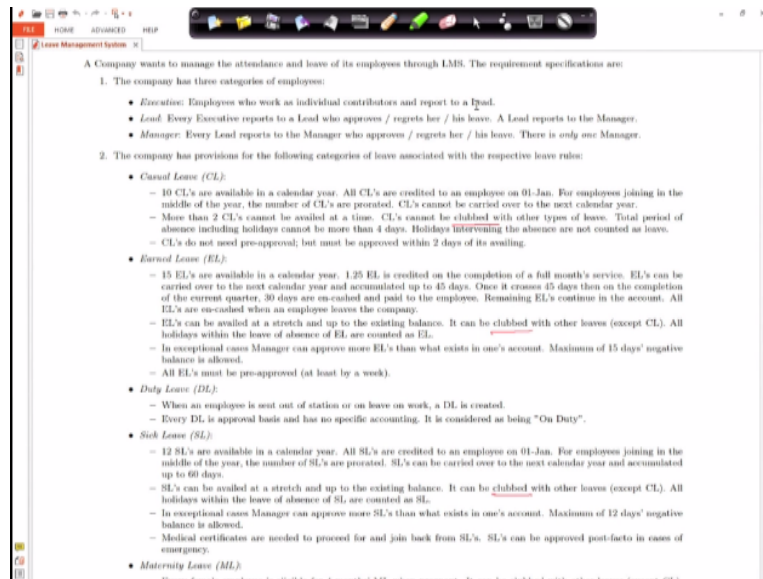 FILE HOME ADVANCED HELP
Leave Management System
A Company wants to manage the attendance and leave of its employees through LMS. The requirement specifications are:
1. The company has three categories of employees:
• Executive: Employees who work as individual contributors and report to a lead.
• Lead: Every Executive reports to a Lead who approves / regrets her / his leave. A Lead reports to the Manager.
• Manager: Every Lead reports to the Manager who approves / regrets her / his leave. There is only one Manager.
2. The company has provisions for the following categories of leave associated with the respective leave rules:
• Casual Leave (CL):
– 10 CL's are available in a calendar year. All CL's are credited to an employee on 01-Jan. For employees joining in the
middle of the year, the number of CL's are prorated. CL's cannot be carried over to the next calendar year.
– More than 2 CL's cannot be availed at a time. CL's cannot be clubbed with other types of leave. Total period of
absence including holidays cannot be more than 4 days. Holidays intervening the absence are not counted as leave.
– CL's do not need pre-approval; but must be approved within 2 days of its availing.
• Earned Leave (EL):
– 15 EL's are available in a calendar year. 1.25 EL is credited on the completion of a full month's service. EL's can be
carried over to the next calendar year and accumulated up to 45 days. Once it crosses 45 days then on the completion
of the current quarter, 30 days are en-cashed and paid to the employee. Remaining EL's continue in the account. All
EL's are en-cashed when an employee leaves the company.
– EL's can be availed at a stretch and up to the existing balance. It can be clubbed with other leaves (except CL). All
holidays within the leave of absence of EL are counted as EL.
– In exceptional cases Manager can approve more EL's than what exists in one's account. Maximum of 15 days' negative
balance is allowed.
– All EL's must be pre-approved (at least by a week).
• Duty Leave (DL):
– When an employee is sent out of station or on leave on work, a DL is created.
– Every DL is approval basis and has no specific accounting. It is considered as being "On Duty".
• Sick Leave (SL):
– 12 SL's are available in a calendar year. All SL's are credited to an employee on 01-Jan. For employees joining in the
middle of the year, the number of SL's are prorated. SL's can be carried over to the next calendar year and accumulated
up to 60 days.
– SL's can be availed at a stretch and up to the existing balance. It can be clubbed with other leaves (except CL). All
holidays within the leave of absence of SL are counted as SL.
– In exceptional cases Manager can approve more SL's than what exists in one's account. Maximum of 12 days' negative
balance is allowed.
– Medical certificates are needed to proceed for and join back from SL's. SL's can be approved post-facto in cases of
emergency.
• Maternity Leave (ML):